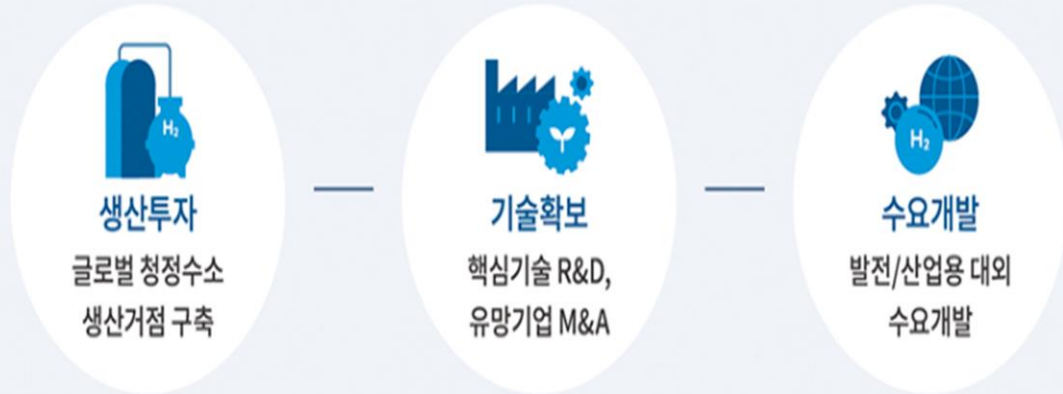 H₂
생산투자
글로벌 청정수소
생산거점 구축
기술확보
핵심기술 R&D,
유망기업 M&A
H₂
수요개발
발전/산업용 대외
수요개발